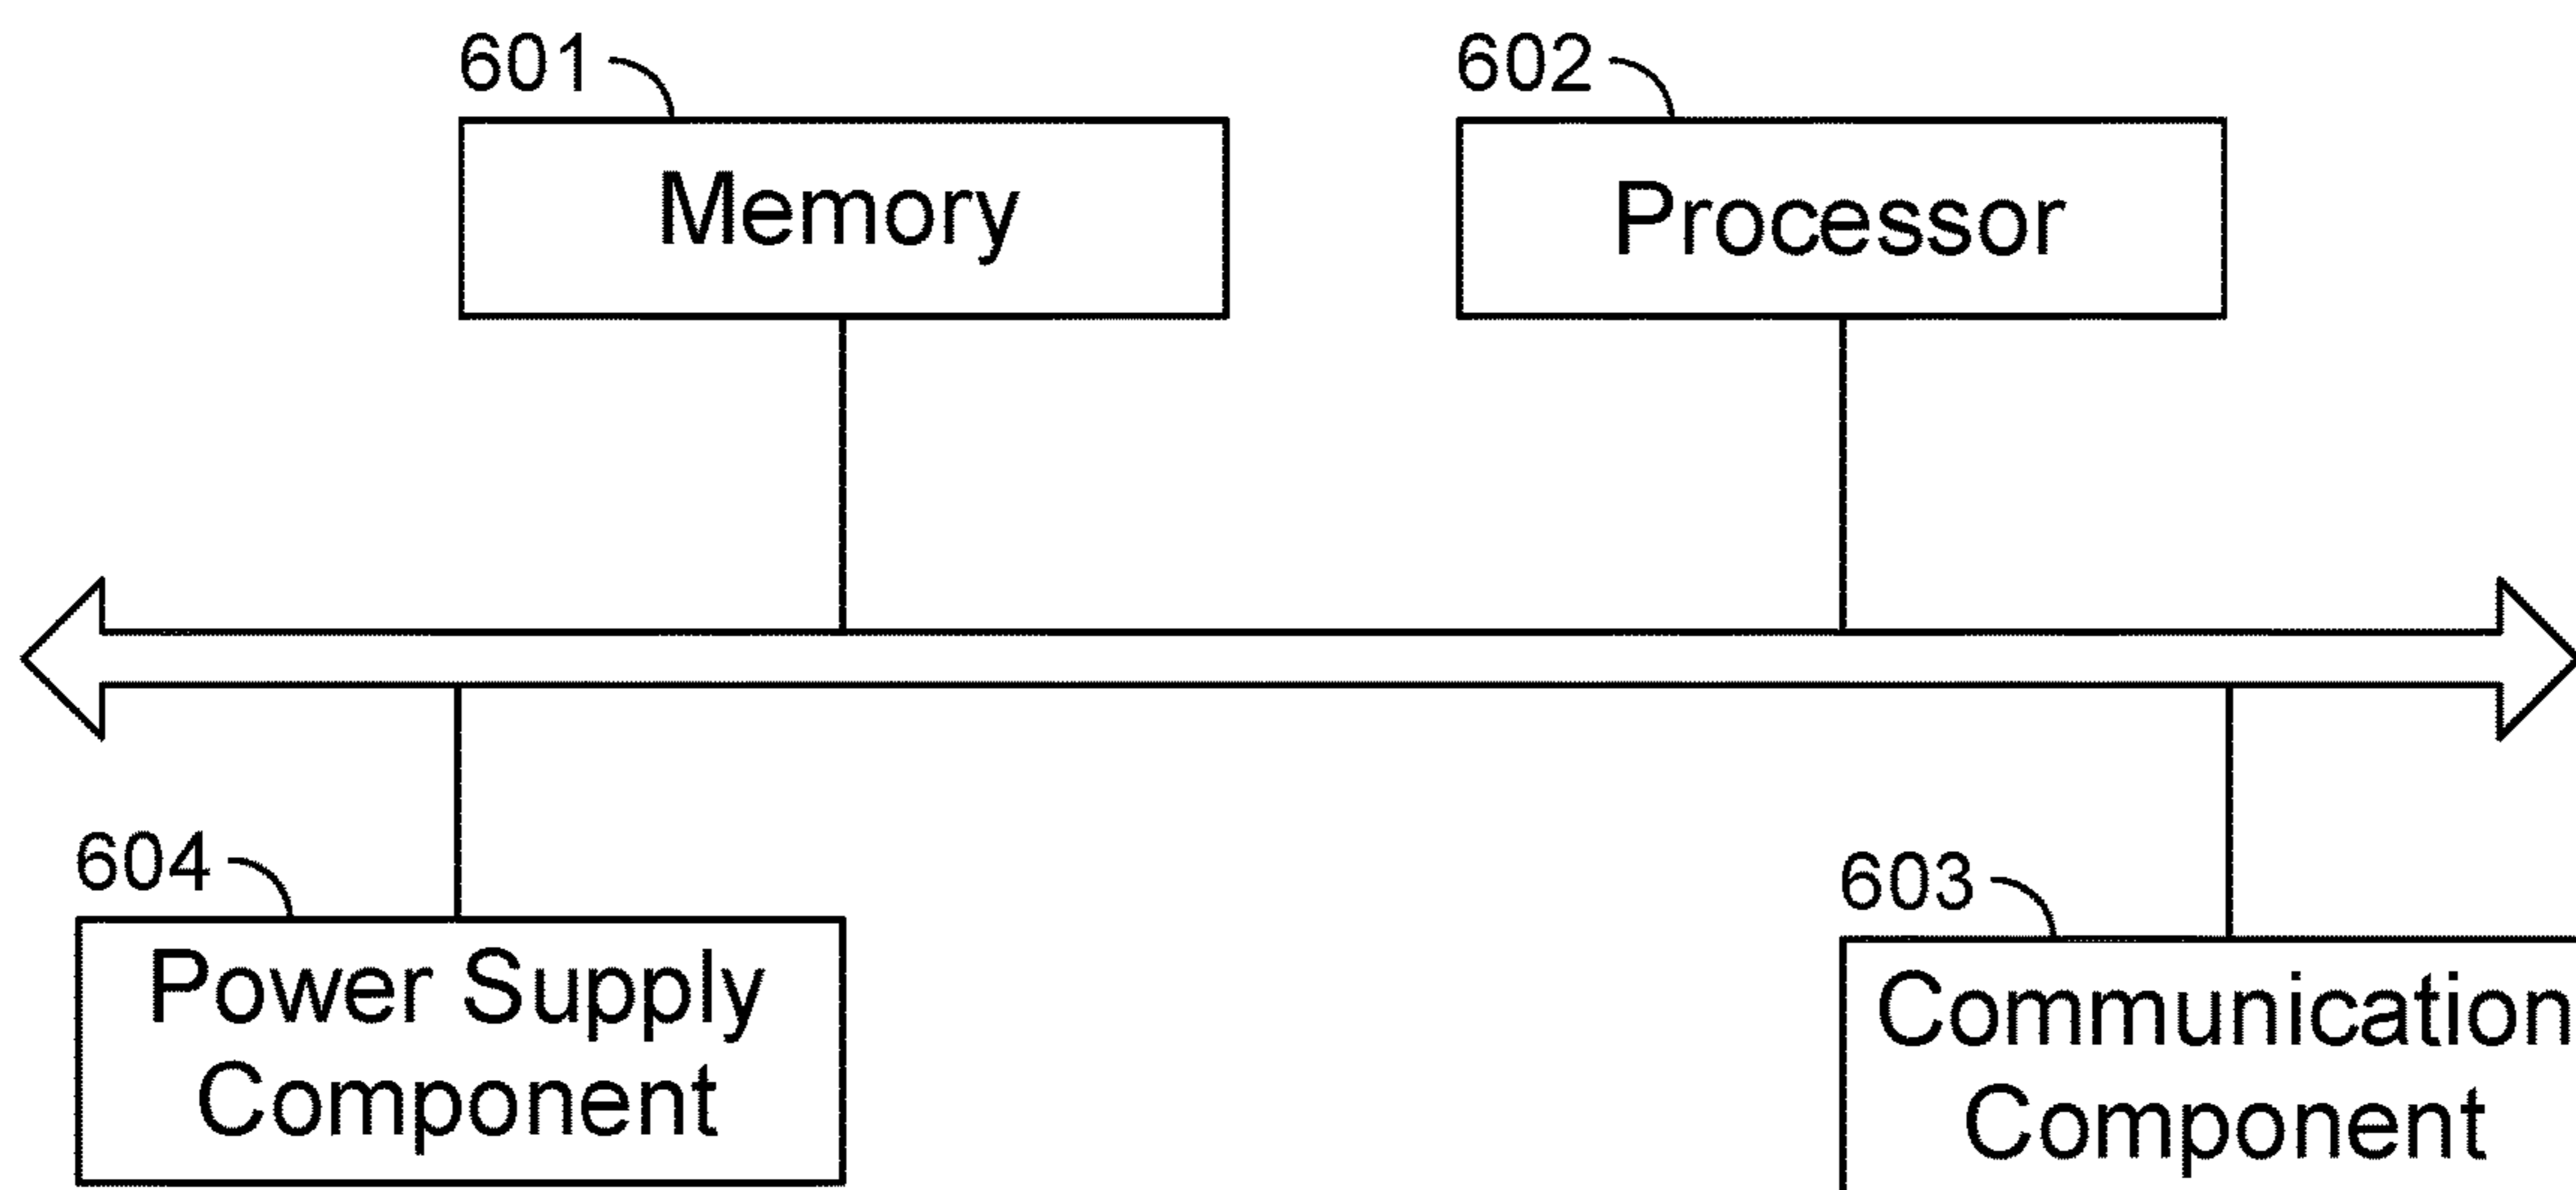 601
602
Memory
Processor
604
603
Power Supply
Component
Communication
Component